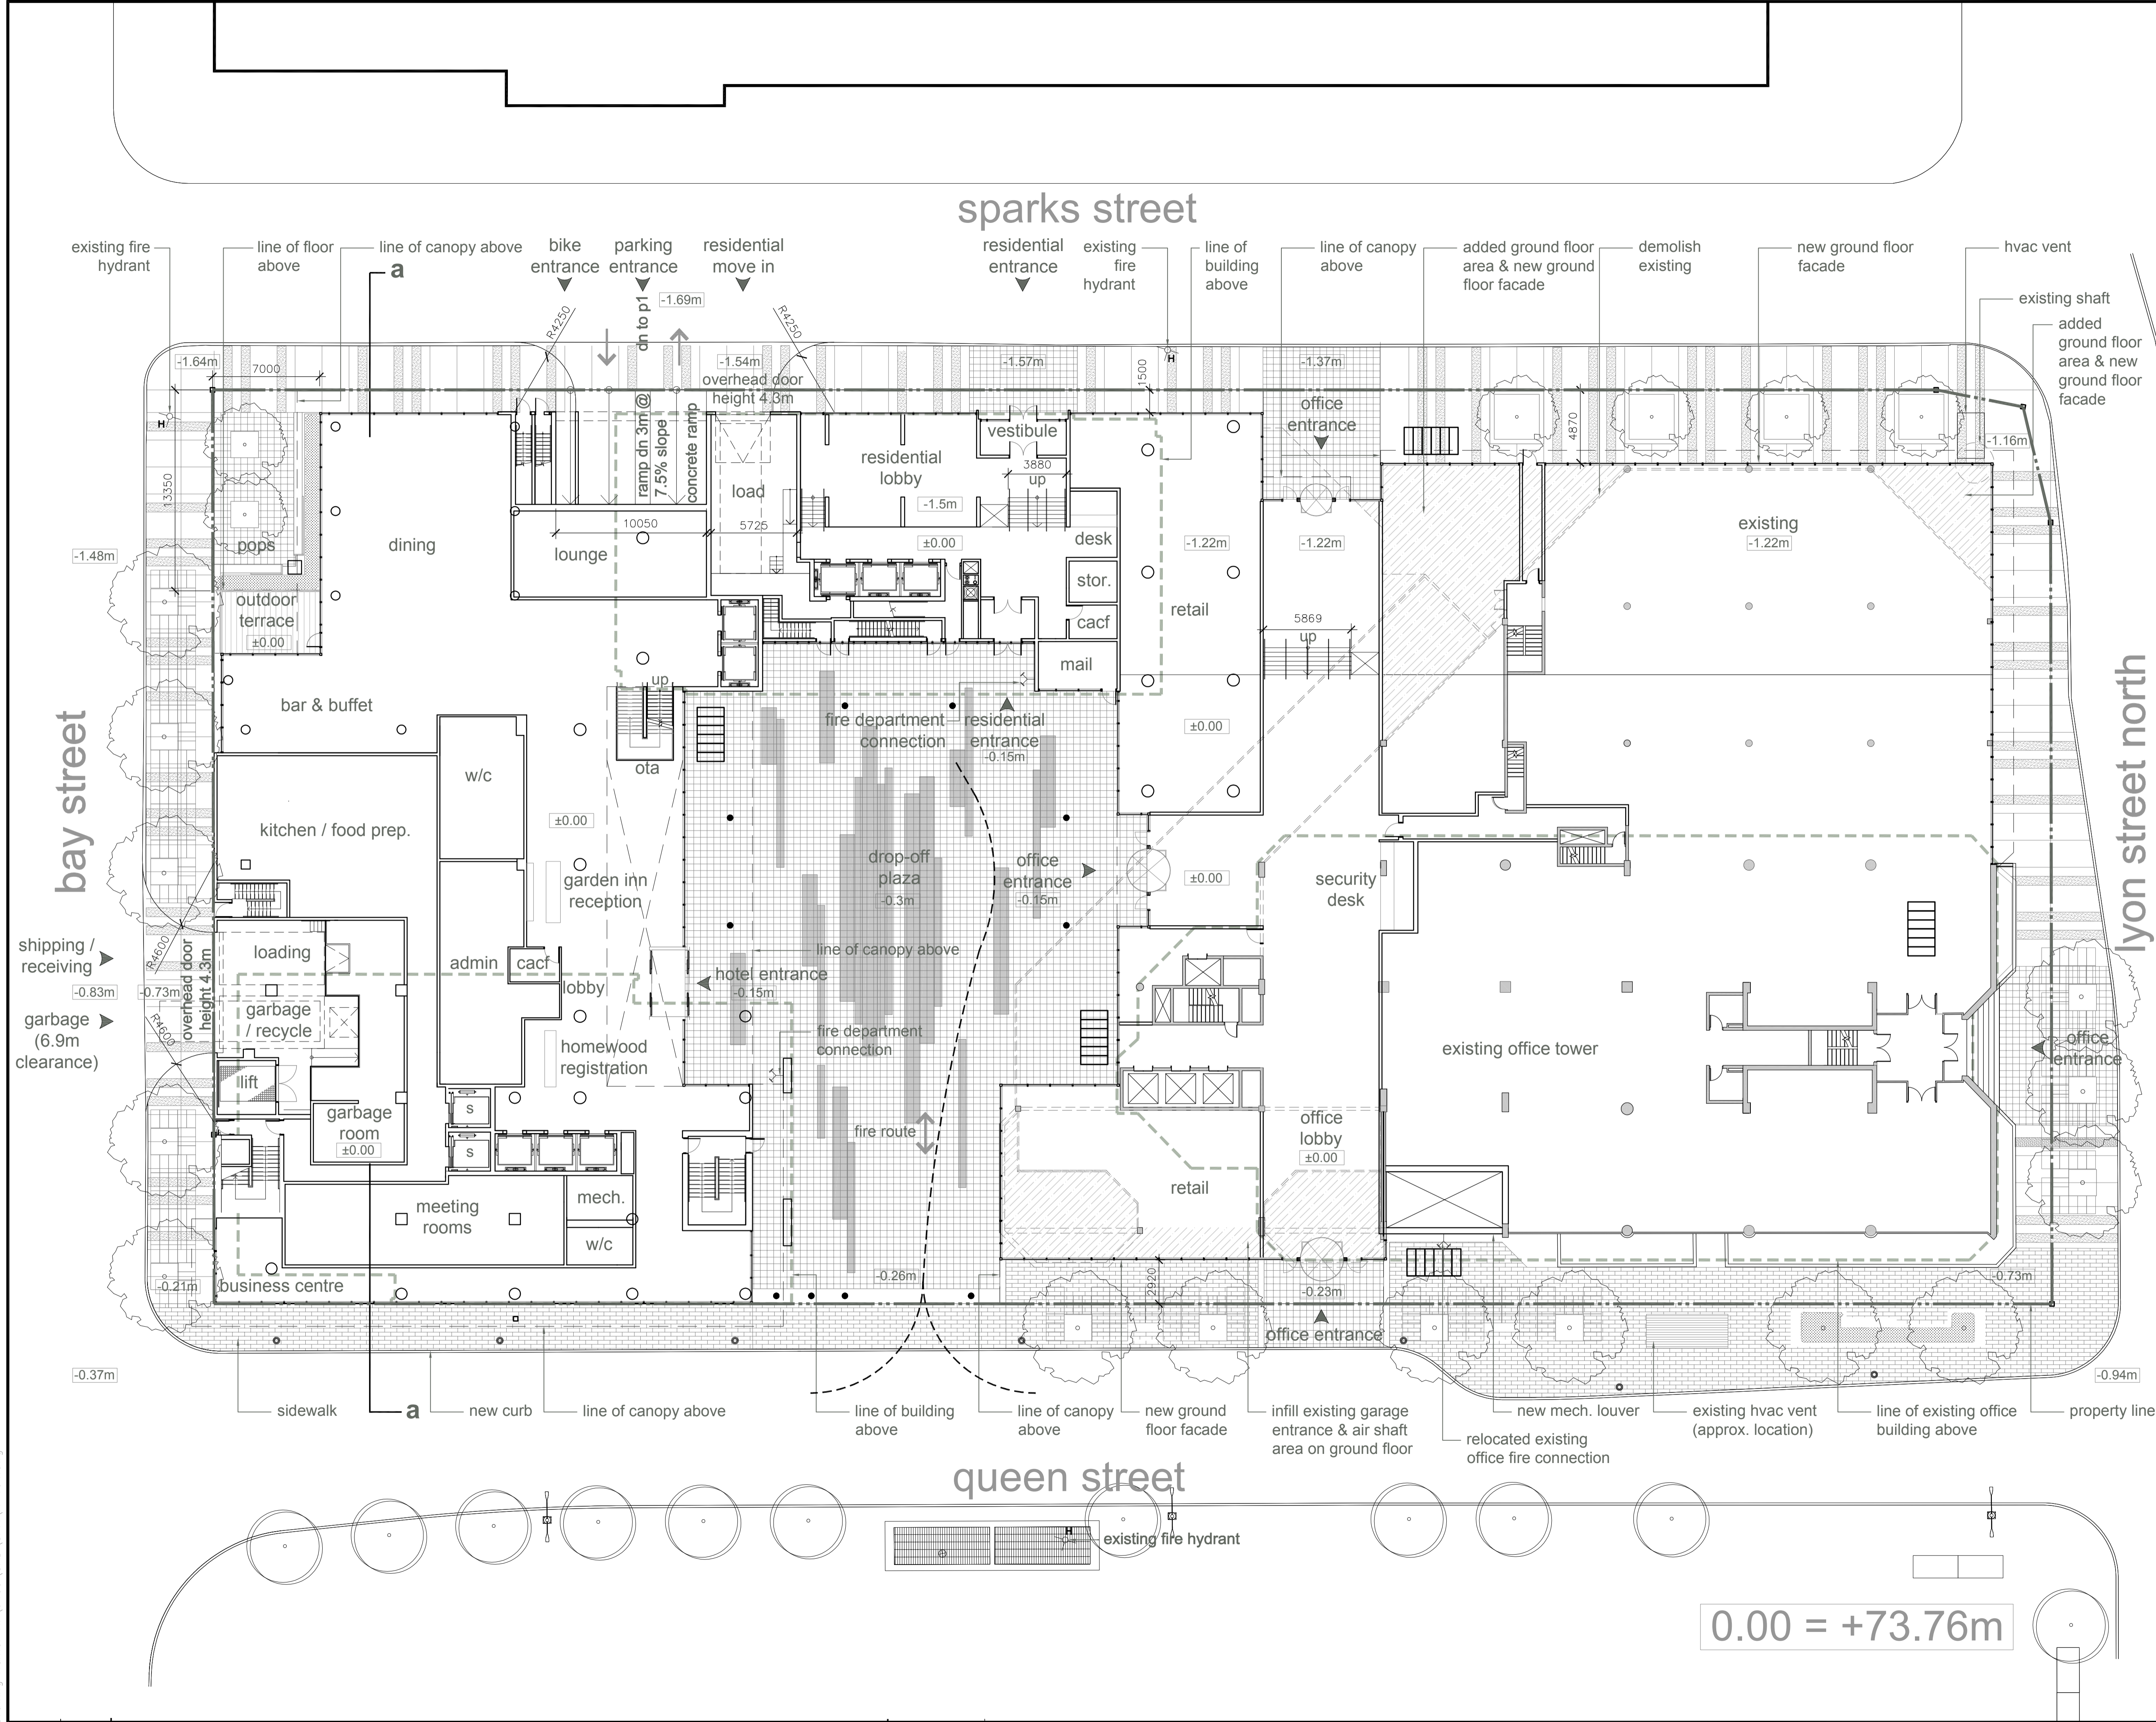 sparks street
existing fire
hydrant
line of floor
above
line of canopy above
a
bike
entrance
parking
entrance
residential
move in
residential
entrance
existing
fire
hydrant
line of
building
above
line of canopy
above
added ground floor
area & new ground
floor facade
demolish
existing
new ground floor
facade
hvac vent
existing shaft
added
ground floor
area & new
ground floor
facade
-1.69m
dn to p1
R4250
R4250
-1.64m
7000
-1.54m
overhead door
height 4.3m
-1.57m
1500
H
-1.37m
office
entrance
4870
-1.16m
H
13350
ramp dn 3m @
7.5% slope
concrete ramp
load
residential
lobby
vestibule
3880
up
-1.5m
pops
dining
lounge
10050
5725
±0.00
desk
-1.22m
-1.22m
existing
-1.22m
-1.48m
stor.
outdoor
terrace
±0.00
cacf
retail
5869
up
mail
bar & buffet
up
ota
fire department
connection
residential
entrance
-0.15m
±0.00
bay street
lyon street north
w/c
kitchen / food prep.
±0.00
drop-off
plaza
-0.3m
office
entrance
-0.15m
±0.00
security
desk
garden inn
reception
shipping /
receiving
-0.83m
garbage
(6.9m
clearance)
R4600
-0.73m
R4600
overhead door
height 4.3m
loading
garbage
/ recycle
lift
admin
cacf
lobby
line of canopy above
hotel entrance
-0.15m
fire department
connection
homewood
registration
existing office tower
office
entrance
garbage
room
±0.00
s
s
fire route
office
lobby
±0.00
meeting
rooms
mech.
w/c
retail
-0.21m
business centre
-0.26m
2920
-0.23m
office entrance
-0.73m
-0.37m
-0.94m
sidewalk
a
new curb
line of canopy above
line of building
above
line of canopy
above
new ground
floor facade
infill existing garage
entrance & air shaft
area on ground floor
new mech. louver
relocated existing
office fire connection
existing hvac vent
(approx. location)
line of existing office
building above
property line
queen street
H
existing fire hydrant
0.00 = +73.76m